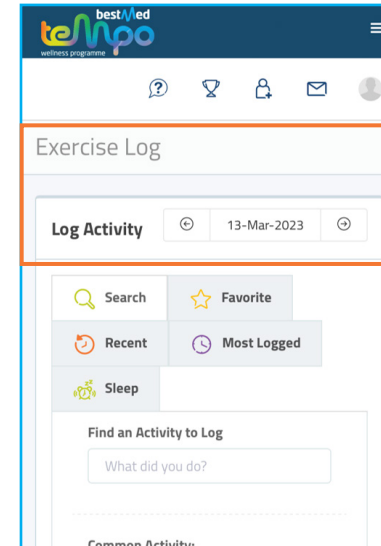 bestMed
tempo
wellness programme
Exercise Log
Log Activity 13-Mar-2023
Search Favorite
Recent Most Logged
Sleep
Find an Activity to Log
What did you do?
Common Activity: